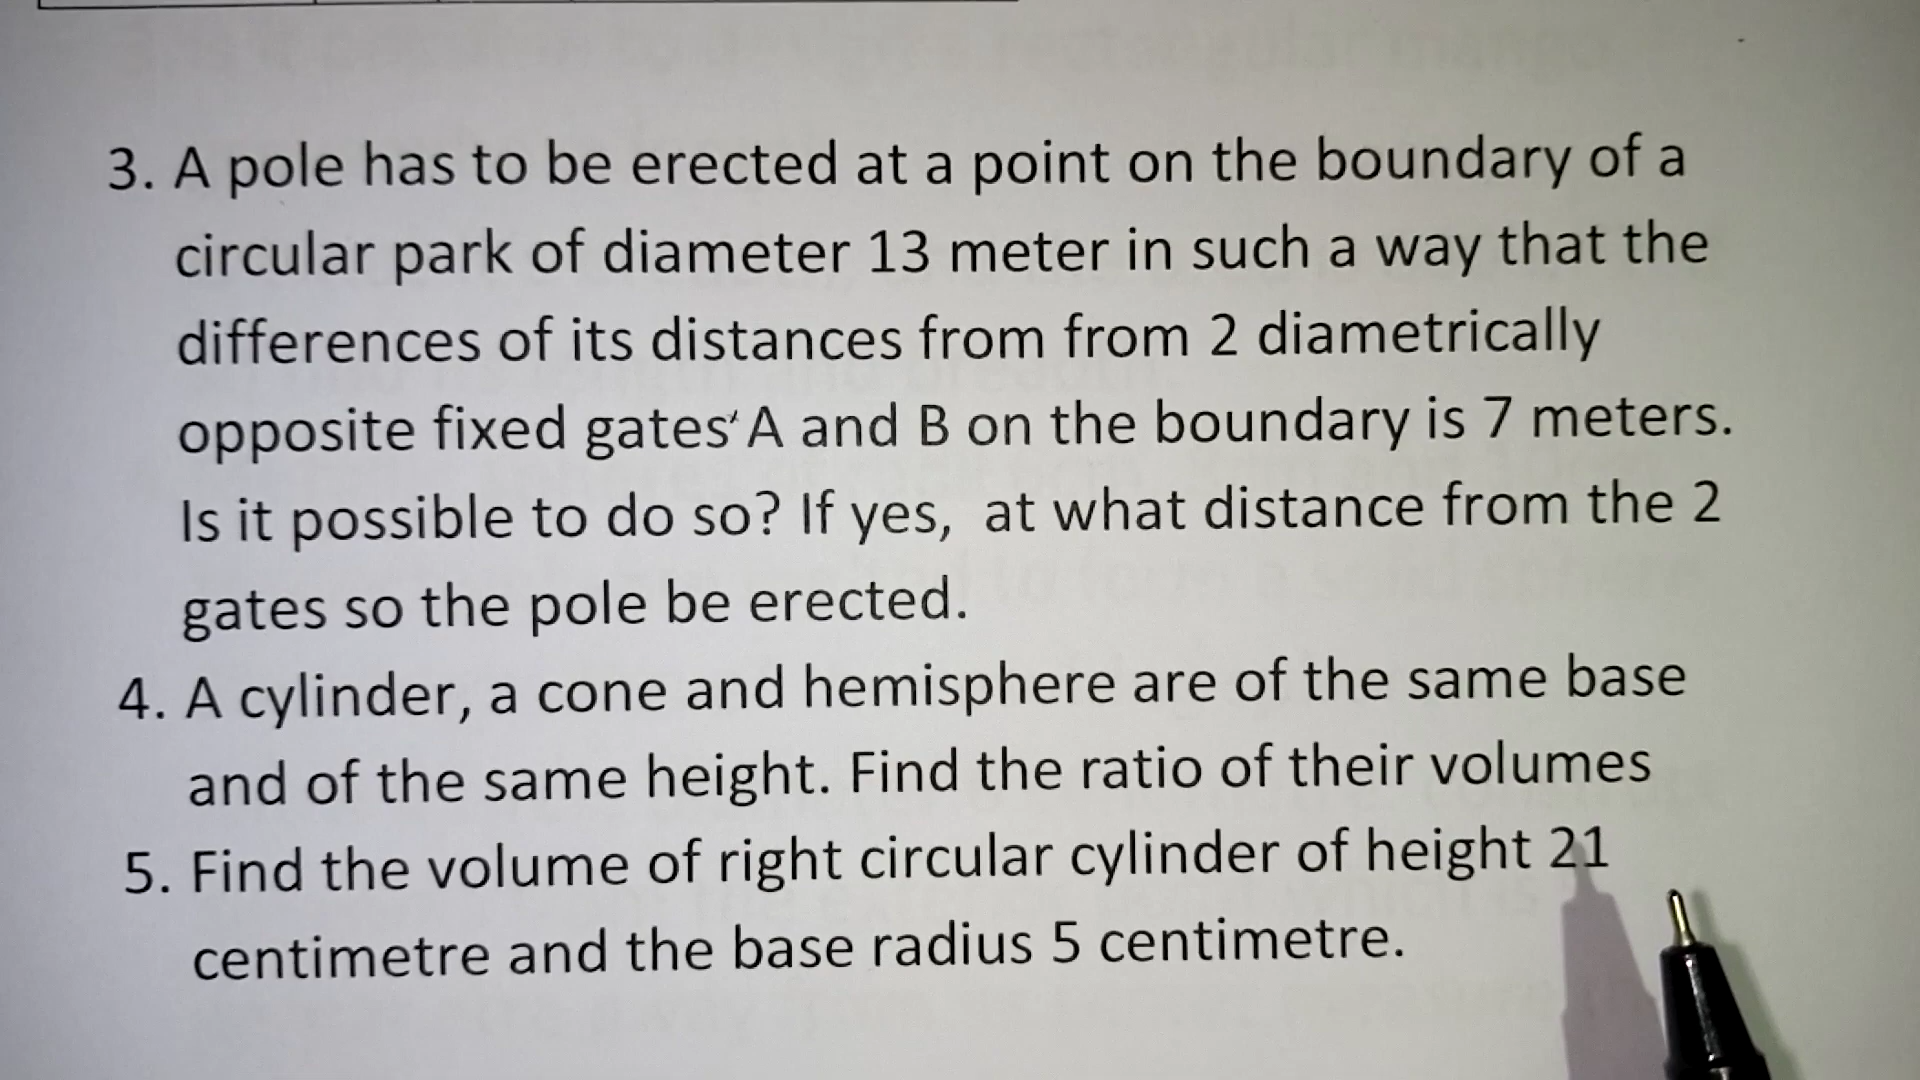 3. A pole has to be erected at a point on the boundary of a
circular park of diameter 13 meter in such a way that the
differences of its distances from from 2 diametrically
opposite fixed gates A and B on the boundary is 7 meters.
Is it possible to do so? If yes, at what distance from the 2
gates so the pole be erected.
4. A cylinder, a cone and hemisphere are of the same base
and of the same height. Find the ratio of their volumes
5. Find the volume of right circular cylinder of height 21
centimetre and the base radius 5 centimetre.